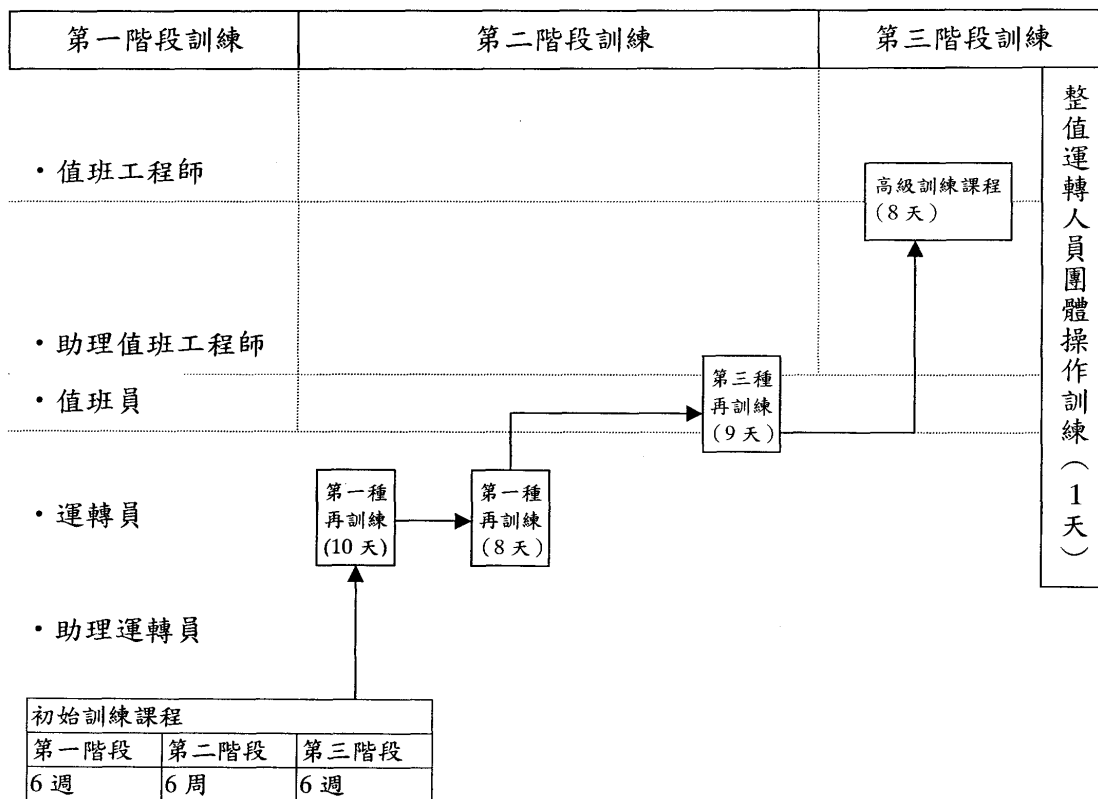 第一階段訓練 第二階段訓練 第三階段訓練
整值運轉人員團體操作訓練（1天）
・值班工程師
高級訓練課程
（8 天）
・助理值班工程師
・值班員
第三種
再訓練
（9 天）
・運轉員
第一種
再訓練
(10 天)
第一種
再訓練
（8 天）
・助理運轉員
初始訓練課程
第一階段 第二階段 第三階段
6 週 6 周 6 週